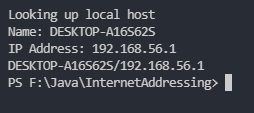 Looking up local host
Name: DESKTOP-A16S62S
IP Address: 192.168.56.1
DESKTOP-A16S62S/192.168.56.1
PS F:\Java\InternetAddressing>